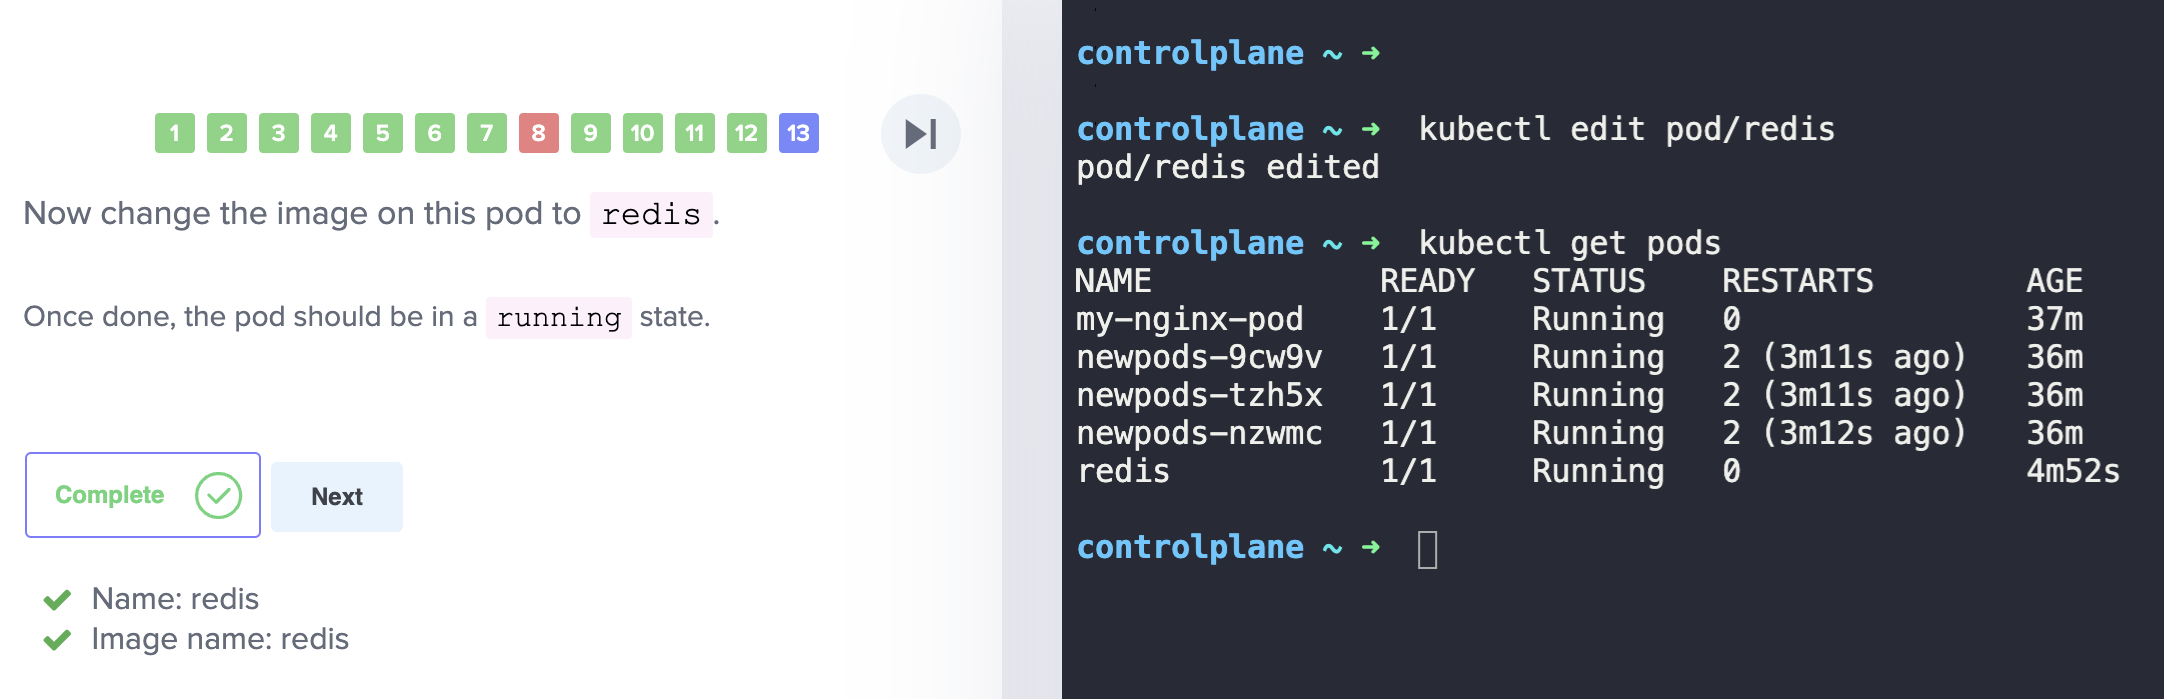 1 2 3 4 5 6 7 8 9 10 11 12 13
Now change the image on this pod to redis.
Once done, the pod should be in a running state.
Complete Next
Name: redis
Image name: redis
controlplane ~ ➜
controlplane ~ ➜ kubectl edit pod/redis
pod/redis edited
controlplane ~ ➜ kubectl get pods
NAME READY STATUS RESTARTS AGE
my-nginx-pod 1/1 Running 0 37m
newpods-9cw9v 1/1 Running 2 (3m11s ago) 36m
newpods-tzh5x 1/1 Running 2 (3m11s ago) 36m
newpods-nzwmc 1/1 Running 2 (3m12s ago) 36m
redis 1/1 Running 0 4m52s
controlplane ~ ➜